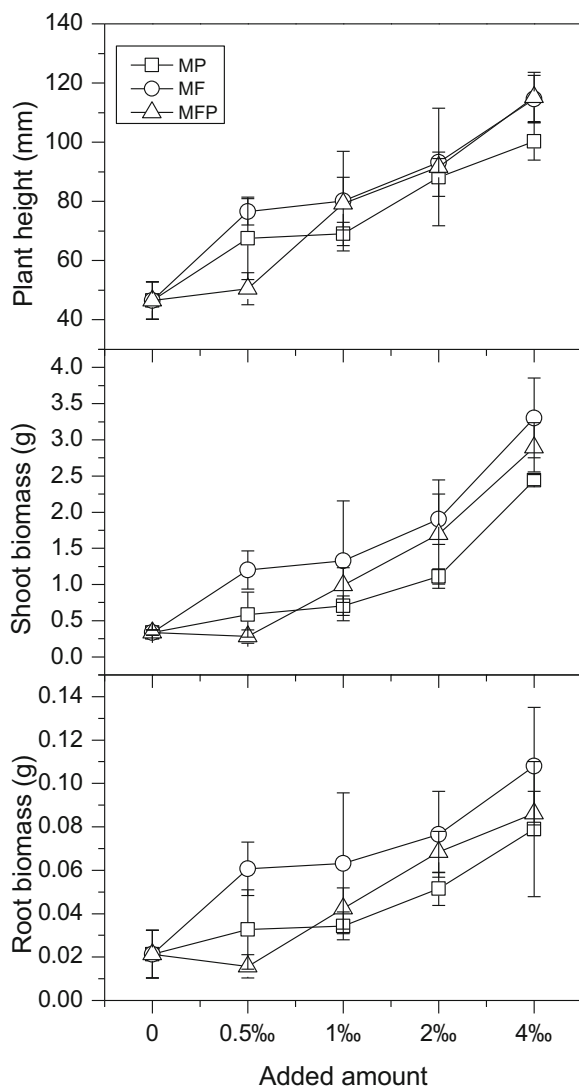 140
120
100
80
60
40
Plant height (mm)
MP
MF
MFP
4.0
3.5
3.0
2.5
2.0
1.5
1.0
0.5
0.0
Shoot biomass (g)
0.14
0.12
0.10
0.08
0.06
0.04
0.02
0.00
Root biomass (g)
0 0.5‰ 1‰ 2‰ 4‰
Added amount